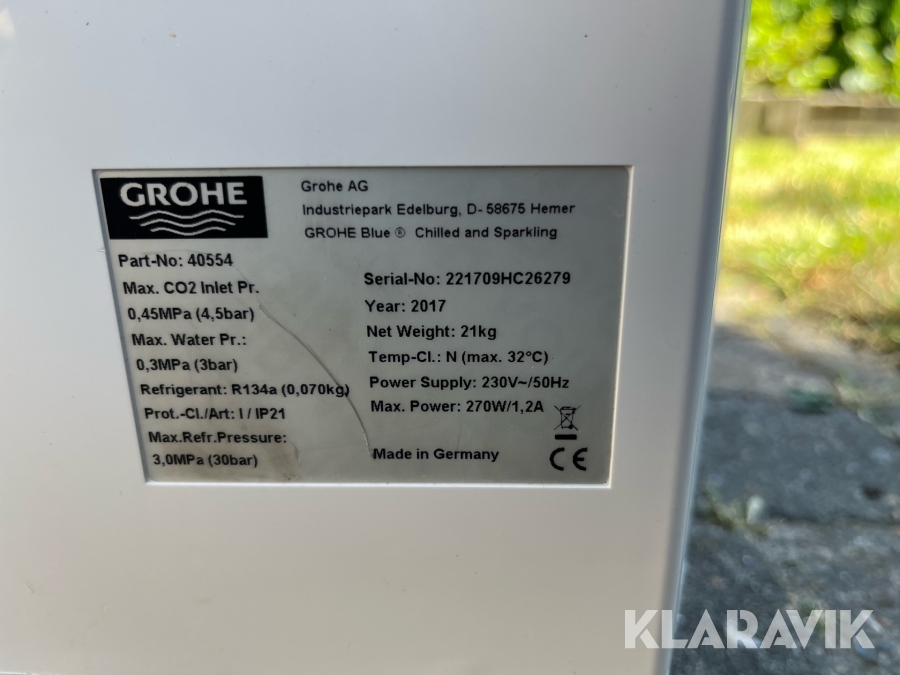 GROHE
Grohe AG
Industriepark Edelburg, D- 58675 Hemer
GROHE Blue ® Chilled and Sparkling
Part-No: 40554
Max. CO2 Inlet Pr.
0,45MPa (4,5bar)
Max. Water Pr.:
0,3MPa (3bar)
Refrigerant: R134a (0,070kg)
Prot.-Cl./Art: I / IP21
Max.Refr.Pressure:
3,0MPa (30bar)
Serial-No: 221709HC26279
Year: 2017
Net Weight: 21kg
Temp-Cl.: N (max. 32°C)
Power Supply: 230V~/50Hz
Max. Power: 270W/1,2A
Made in Germany
CE
KLARAVIK